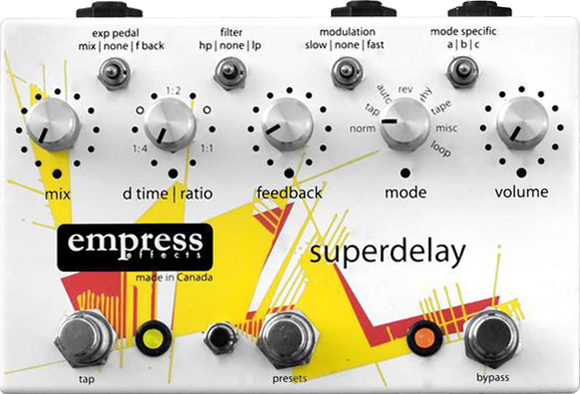 exp pedal
mix | none | f back
filter
hp | none | lp
modulation
slow | none | fast
mode specific
a | b | c
1:2
1:4
1:1
norm
tap
auto
rev
rhy
tape
misc
loop
mix
d time | ratio
feedback
mode
volume
empress
effects
made in Canada
superdelay
tap
presets
bypass